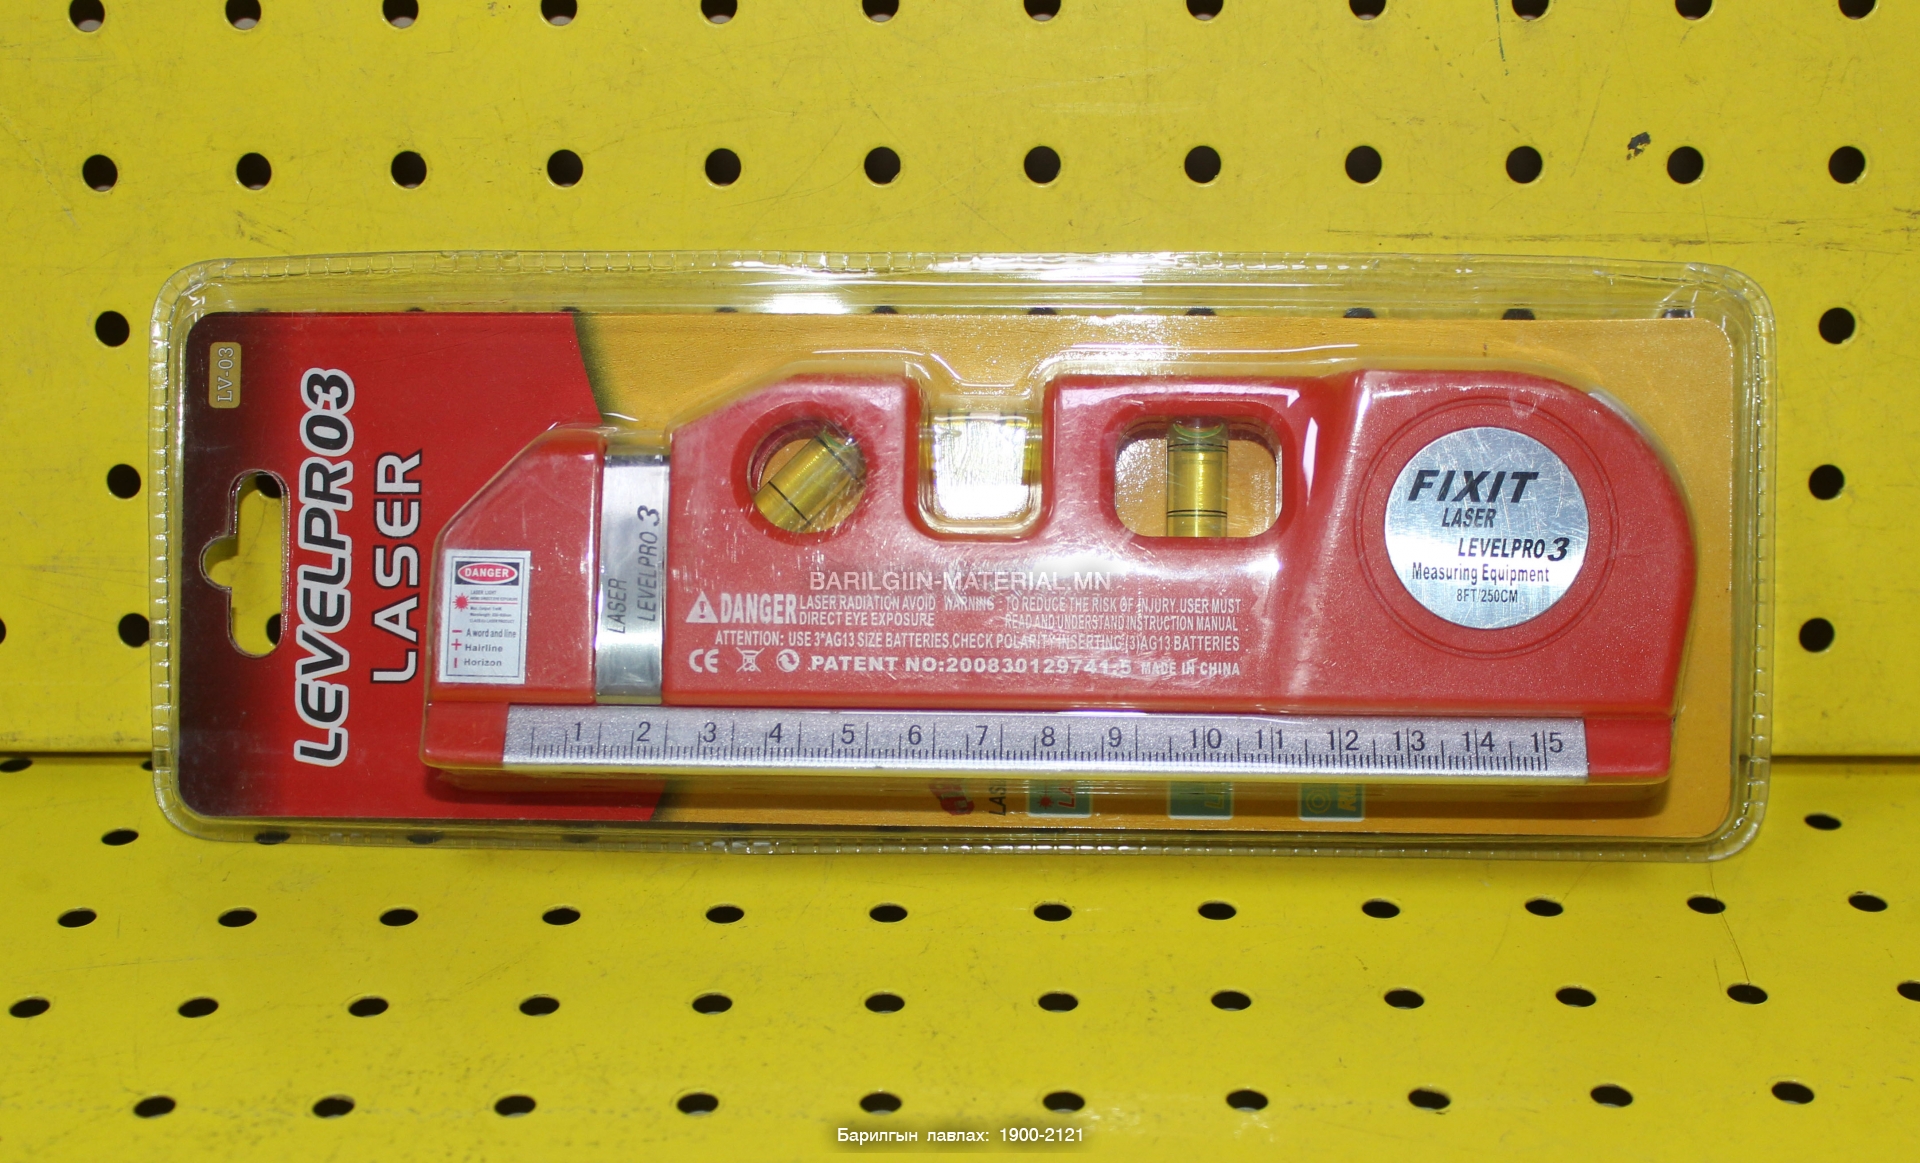 LV-03
LEVELPRO3
LASER
DANGER
A word and line
Hairline
Horizon
LASER
LEVELPRO 3
FIXIT
LASER
LEVELPRO3
Measuring Equipment
8FT/250CM
BARILGIIN-MATERIAL.MN
DANGER LASER RADIATION AVOID DIRECT EYE EXPOSURE
WARNING - TO REDUCE THE RISK OF INJURY.USER MUST
READ AND UNDERSTAND INSTRUCTION MANUAL
ATTENTION: USE 3*AG13 SIZE BATTERIES.CHECK POLARITY INSERTING (3)AG13 BATTERIES
CE .PATENT NO:200830129741.5 MADE IN CHINA
1 2 3 4 5 6 7 8 9 10 11 12 13 14 15
Барилгын лавлах: 1900-2121